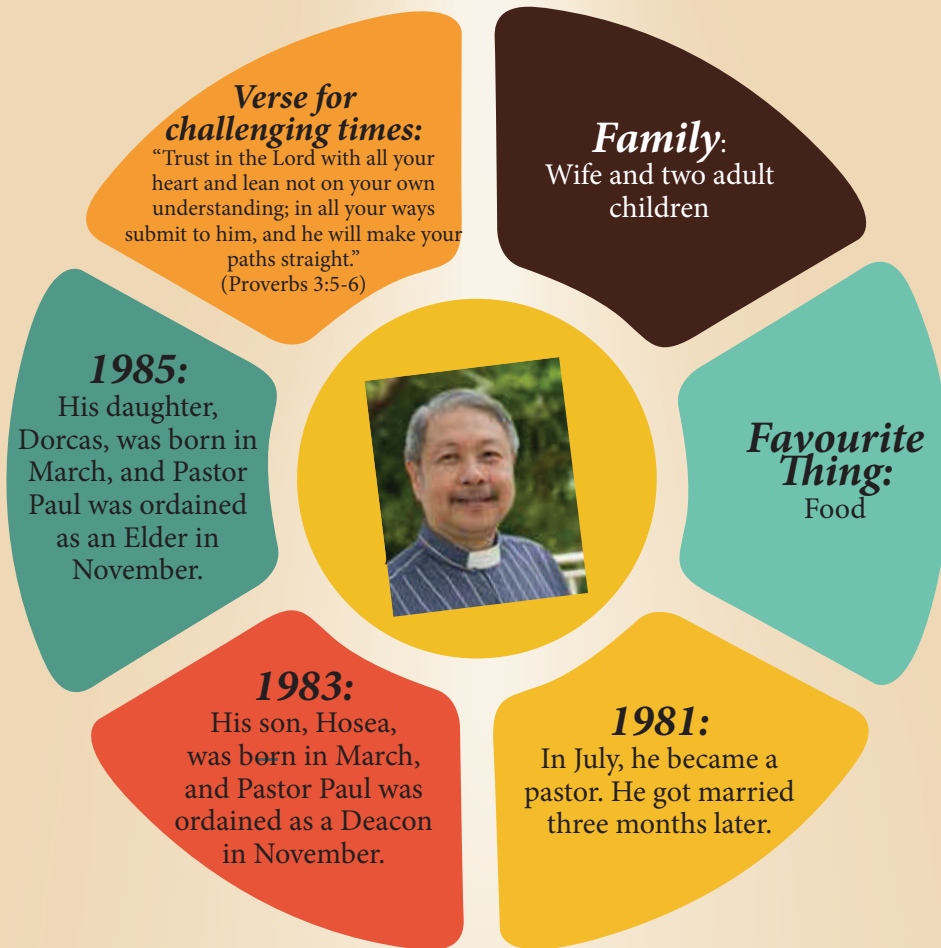 Verse for
challenging times:
“Trust in the Lord with all your
heart and lean not on your own
understanding; in all your ways
submit to him, and he will make your
paths straight.”
(Proverbs 3:5-6)
Family:
Wife and two adult
children
Favourite
Thing:
Food
1981:
In July, he became a
pastor. He got married
three months later.
1983:
His son, Hosea,
was born in March,
and Pastor Paul was
ordained as a Deacon
in November.
1985:
His daughter,
Dorcas, was born in
March, and Pastor
Paul was ordained
as an Elder in
November.